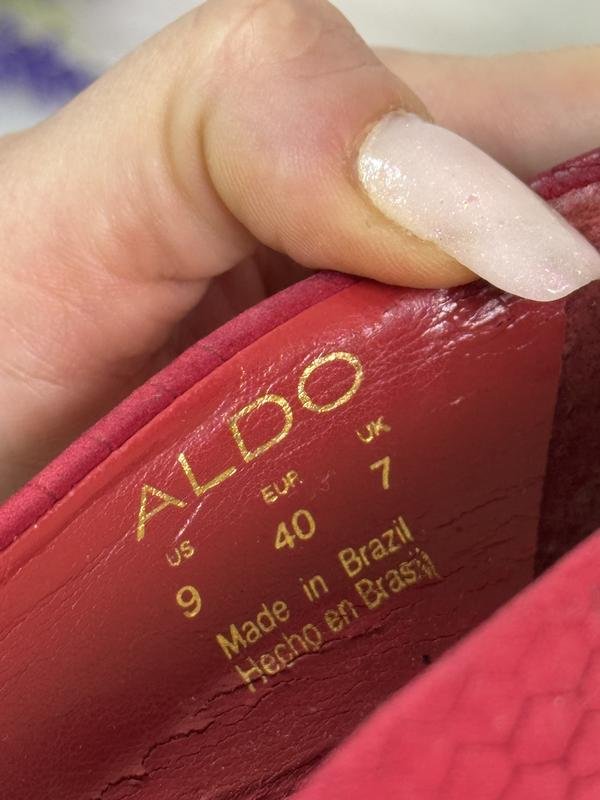 ALDO
US EUR. UK
9 40 7
Made in Brazil
Hecho en Brasil